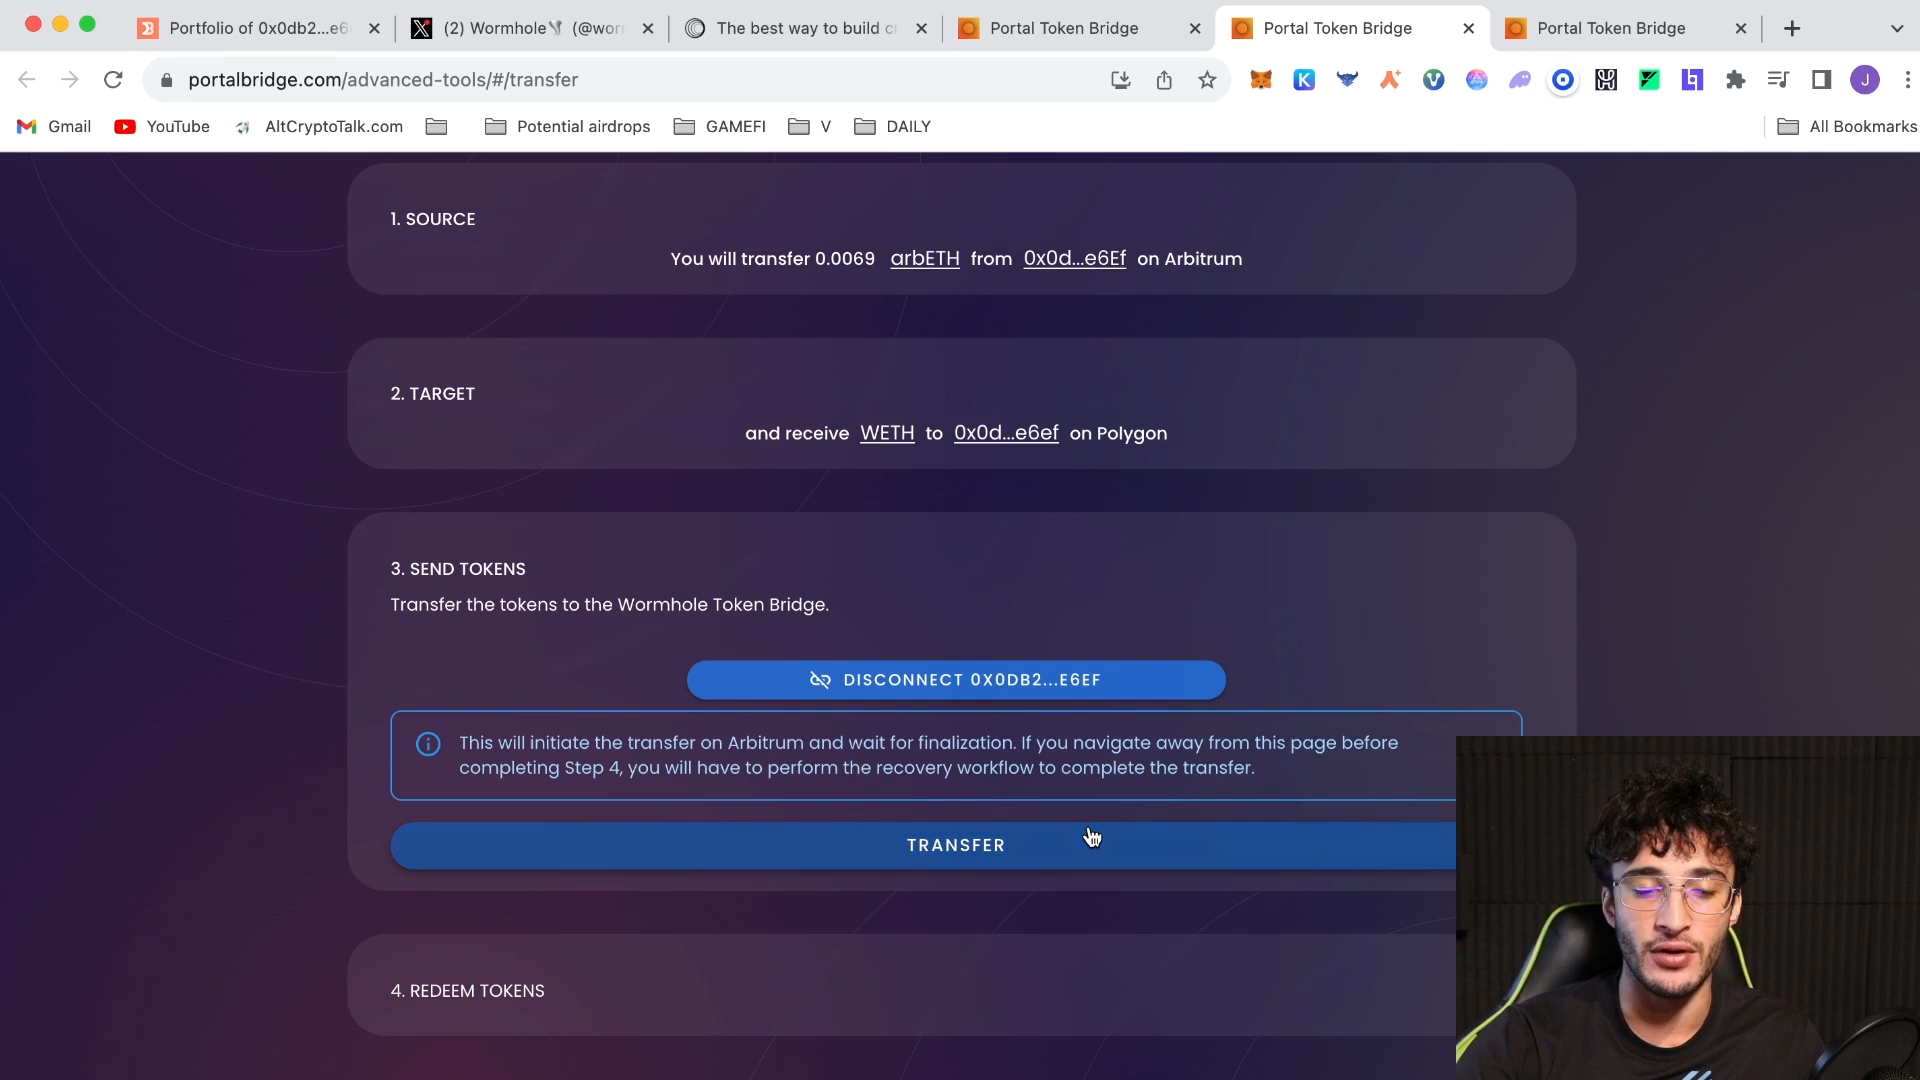 Portfolio of 0x0db2...e6
(2) Wormhole (@wor
The best way to build c
Portal Token Bridge
Portal Token Bridge
Portal Token Bridge
portalbridge.com/advanced-tools/#/transfer
J
Gmail
YouTube
AltCryptoTalk.com
Potential airdrops
GAMEFI
V
DAILY
All Bookmarks
1. SOURCE
You will transfer 0.0069 arbETH from 0x0d...e6Ef on Arbitrum
2. TARGET
and receive WETH to 0x0d...e6ef on Polygon
3. SEND TOKENS
Transfer the tokens to the Wormhole Token Bridge.
DISCONNECT 0X0DB2...E6EF
This will initiate the transfer on Arbitrum and wait for finalization. If you navigate away from this page before
completing Step 4, you will have to perform the recovery workflow to complete the transfer.
TRANSFER
4. REDEEM TOKENS